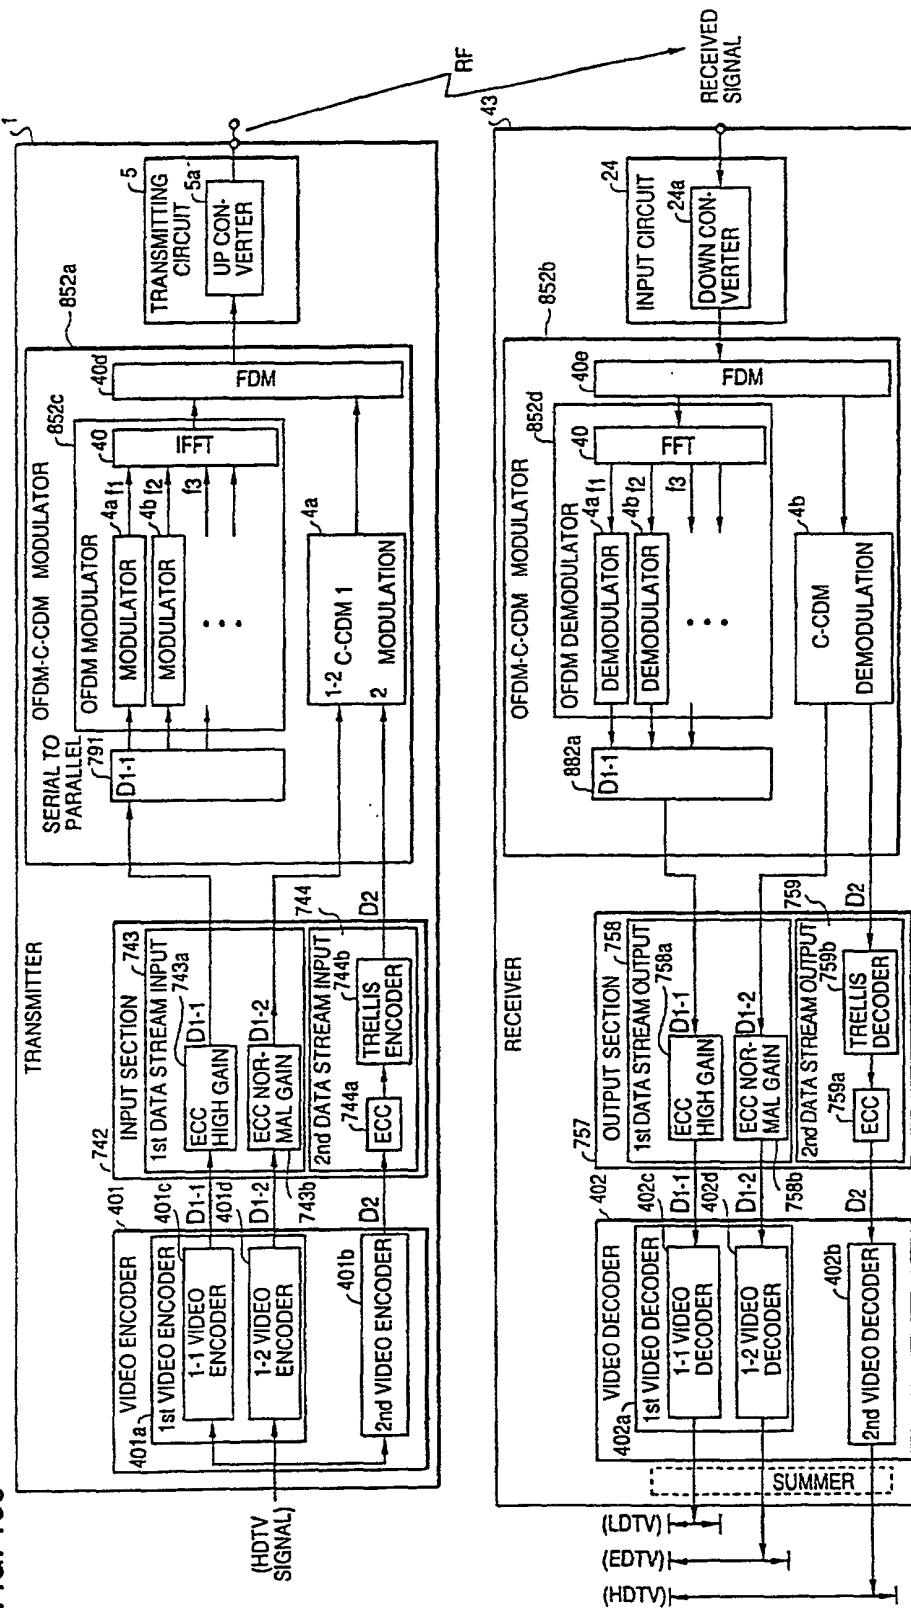 TRANSMITTER
1
(HDTV
SIGNAL)
VIDEO ENCODER
401
401a
1st VIDEO ENCODER
401c
1-1 VIDEO
ENCODER
401d
1-2 VIDEO
ENCODER
401b
2nd VIDEO ENCODER
D1-1
D1-2
D2
742
INPUT SECTION
743
1st DATA STREAM INPUT
743a
ECC
HIGH GAIN
ECC NOR-
MAL GAIN
743b
744
2nd DATA STREAM INPUT
744a
ECC
744b
TRELLIS
ENCODER
D1-1
D1-2
D2
OFDM-C-CDM MODULATOR
852a
SERIAL TO
PARALLEL
791
D1-1
OFDM MODULATOR
852c
4a
MODULATOR
f1
4b
MODULATOR
f2
f3
40
IFFT
4a
1-2
C-CDM 1
2
MODULATION
40d
FDM
5
TRANSMITTING
CIRCUIT
5a
UP CON-
VERTER
RF
RECEIVED
SIGNAL
RECEIVER
43
INPUT CIRCUIT
24
24a
DOWN CON-
VERTER
OFDM-C-CDM MODULATOR
852b
40e
FDM
OFDM DEMODULATOR
852d
40
FFT
4a
f1
DEMODULATOR
4b
f2
DEMODULATOR
f3
882a
D1-1
4b
C-CDM
DEMODULATION
757
OUTPUT SECTION
758
1st DATA STREAM OUTPUT
758a
ECC
HIGH GAIN
D1-1
ECC NOR-
MAL GAIN
D1-2
758b
759
2nd DATA STREAM OUTPUT
759a
ECC
759b
TRELLIS
DECODER
D2
VIDEO DECODER
402
402a
1st VIDEO DECODER
402c
1-1 VIDEO
DECODER
D1-1
402d
1-2 VIDEO
DECODER
D1-2
402b
2nd VIDEO DECODER
D2
SUMMER
(LDTV)
(EDTV)
(HDTV)